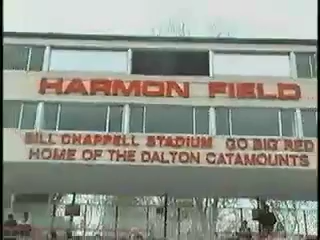 HARMON FIELD
BILL CHAPPELL STADIUM GO BIG RED
HOME OF THE DALTON CATAMOUNTS